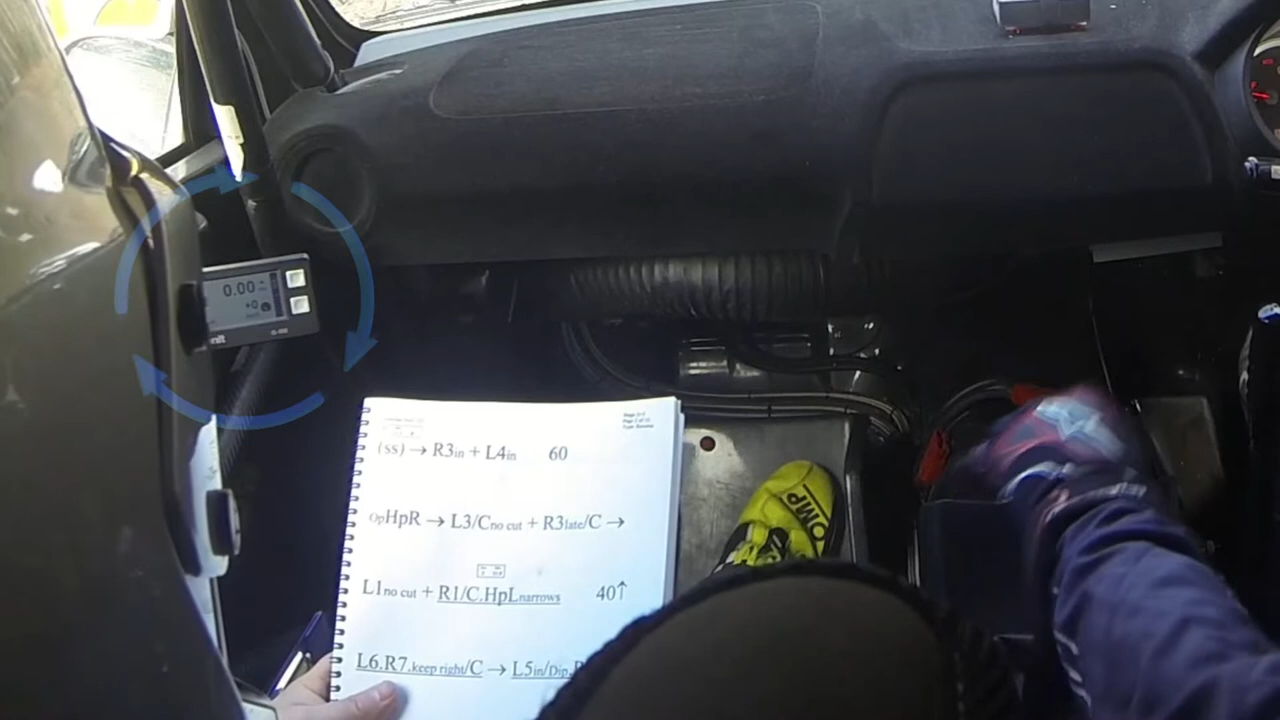 0.00
+0
(SS) → R3in + L4in 60
OpHpR → L3/Cno cut + R3late/C →
L1no cut + R1/C.HpLnarrows 40↑
L6.R7.keep right/C → L5in/Dip.
OMP